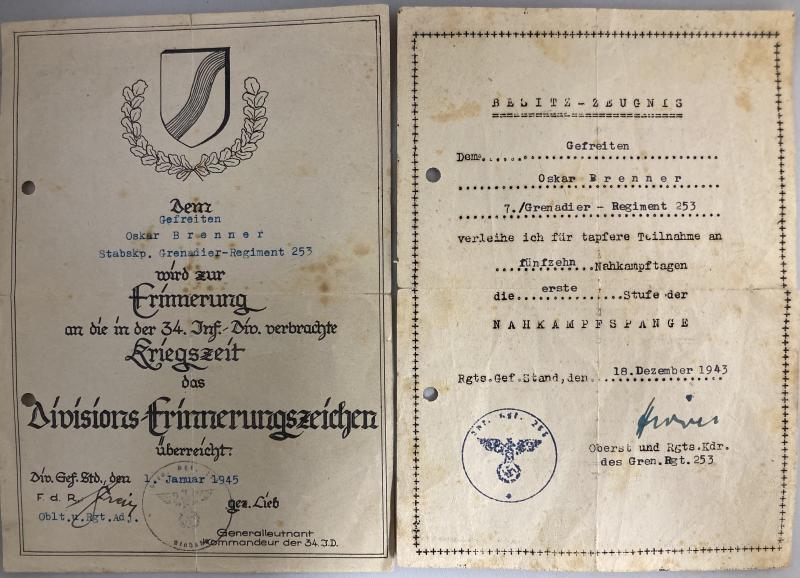 Dem
Gefreiten
Oskar Brenner
Stabskp. Grenadier-Regiment 253
wird zur
Erinnerung
an die in der 34. Inf.-Div. verbrachte
Kriegszeit
das
Divisions-Erinnerungszeichen
überreicht.
Div. Gef. Std., den 1. Januar 1945
F. d. R.
gez. Lieb
Oblt.u.Rgt.Adj.
Generalleutnant
Kommandeur der 34. I.D.
BESITZ-ZEUGNIS
Dem
Gefreiten
Oskar Brenner
7./Grenadier - Regiment 253
verleihe ich für tapfere Teilnahme an
fünfzehn Nahkampftagen
die erste Stufe der
NAHKAMPFSPANGE
Rgts.Gef.Stand, den 18.Dezember 1943
Oberst und Rgts.Kdr.
des Gren.Rgt.253